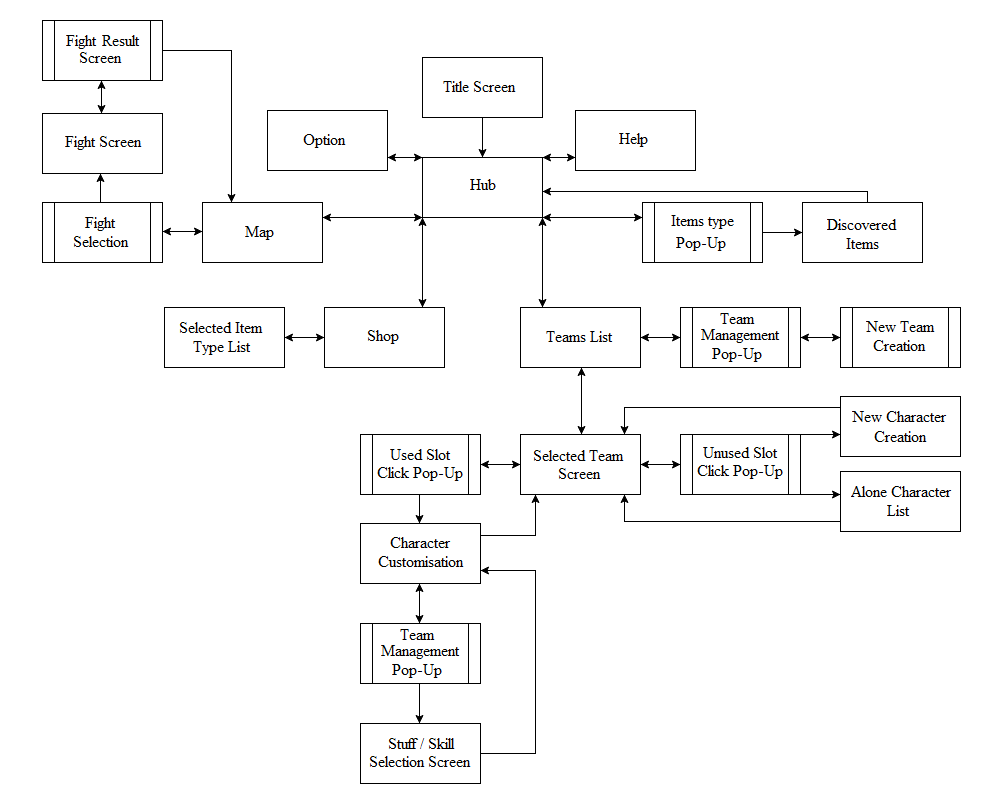 Fight Result
Screen
Title Screen
Fight Screen
Option
Help
Hub
Fight
Selection
Map
Items type
Pop-Up
Discovered
Items
Selected Item
Type List
Shop
Teams List
Team
Management
Pop-Up
New Team
Creation
New Character
Creation
Used Slot
Click Pop-Up
Selected Team
Screen
Unused Slot
Click Pop-Up
Alone Character
List
Character
Customisation
Team
Management
Pop-Up
Stuff / Skill
Selection Screen